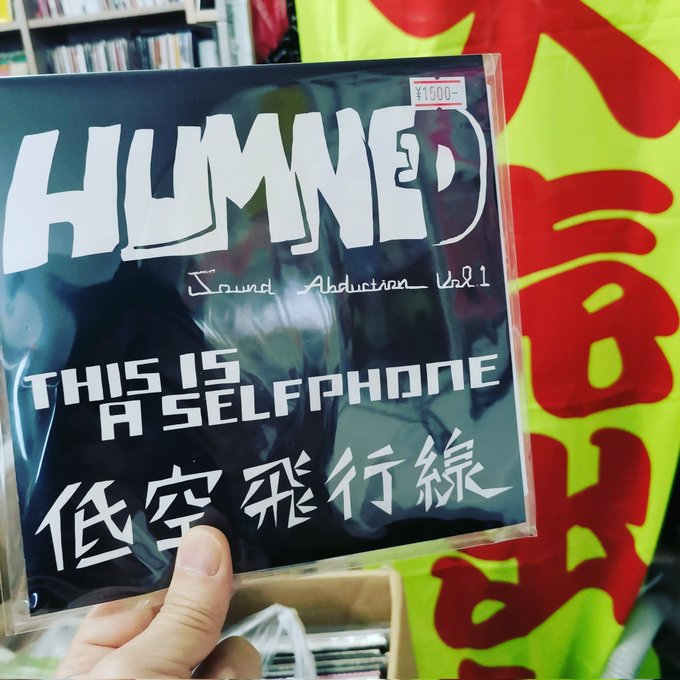 ¥1500-
HUMNED
Sound Abduction Vol.1
THIS IS
A SELFPHONE
低空飛行線